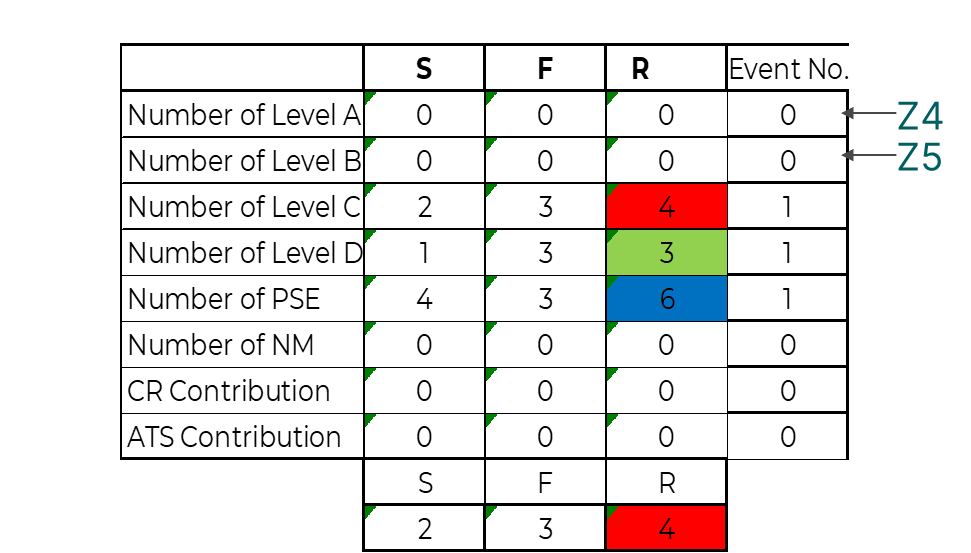 S F R Event No.
Number of Level A 0 0 0 0 Z4
Number of Level B 0 0 0 0 Z5
Number of Level C 2 3 4 1
Number of Level D 1 3 3 1
Number of PSE 4 3 6 1
Number of NM 0 0 0 0
CR Contribution 0 0 0 0
ATS Contribution 0 0 0 0
S F R
2 3 4